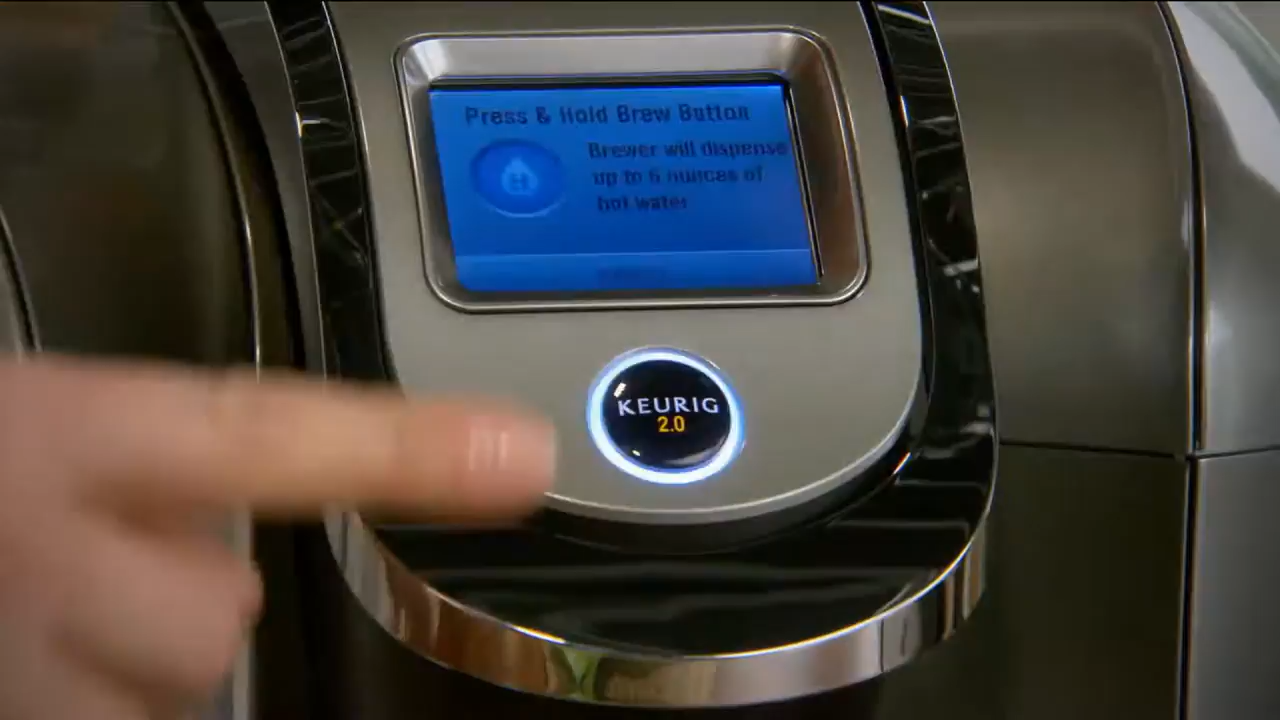 Press & Hold Brew Button
Brewer will dispense
up to 6 ounces of
hot water
KEURIG
2.0